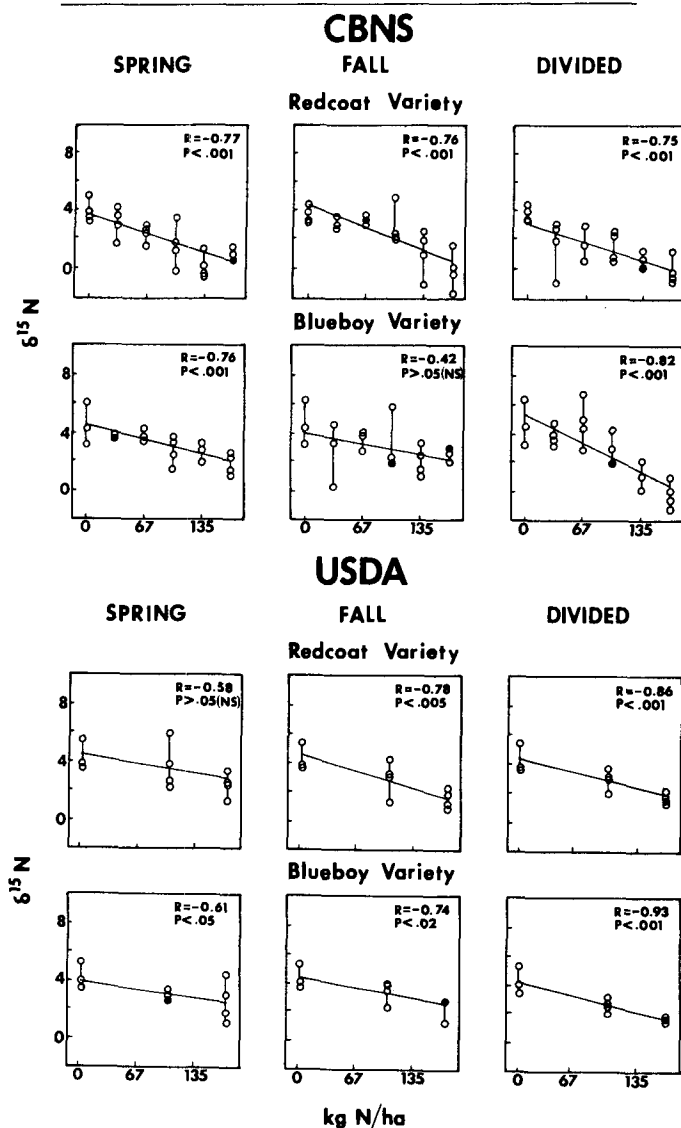 CBNS
SPRING FALL DIVIDED
Redcoat Variety
R=-0.77 R=-0.76 R=-0.75
P<.001 P<.001 P<.001
8
4
0
δ15N
Blueboy Variety
R=-0.76 R=-0.42 R=-0.82
P<.001 P>.05(NS) P<.001
8
4
0
0 67 135 0 67 135 0 67 135
USDA
SPRING FALL DIVIDED
Redcoat Variety
R=-0.58 R=-0.78 R=-0.86
P>.05(NS) P<.005 P<.001
8
4
0
δ15N
Blueboy Variety
R=-0.61 R=-0.74 R=-0.93
P<.05 P<.02 P<.001
8
4
0
0 67 135 0 67 135 0 67 135
kg N/ha